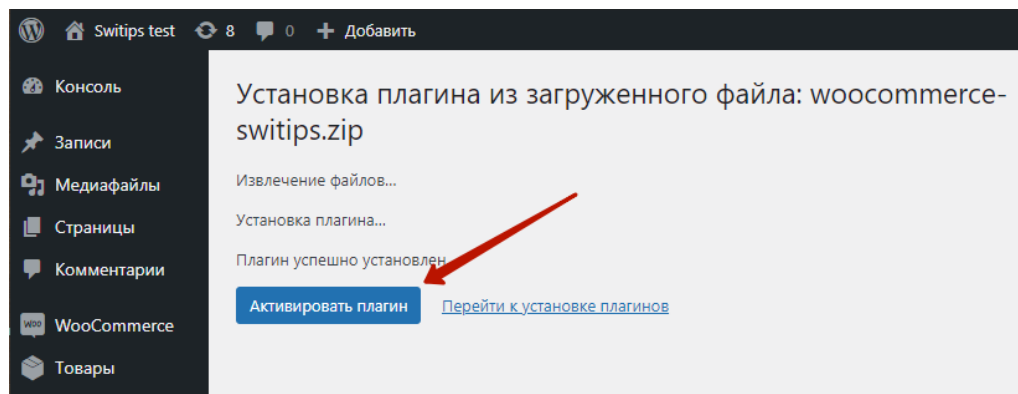 Switips test 8 0 + Добавить
Консоль
Записи
Медиафайлы
Страницы
Комментарии
WOO WooCommerce
Товары
Установка плагина из загруженного файла: woocommerce-
switips.zip
Извлечение файлов...
Установка плагина...
Плагин успешно установлен
Активировать плагин Перейти к установке плагинов